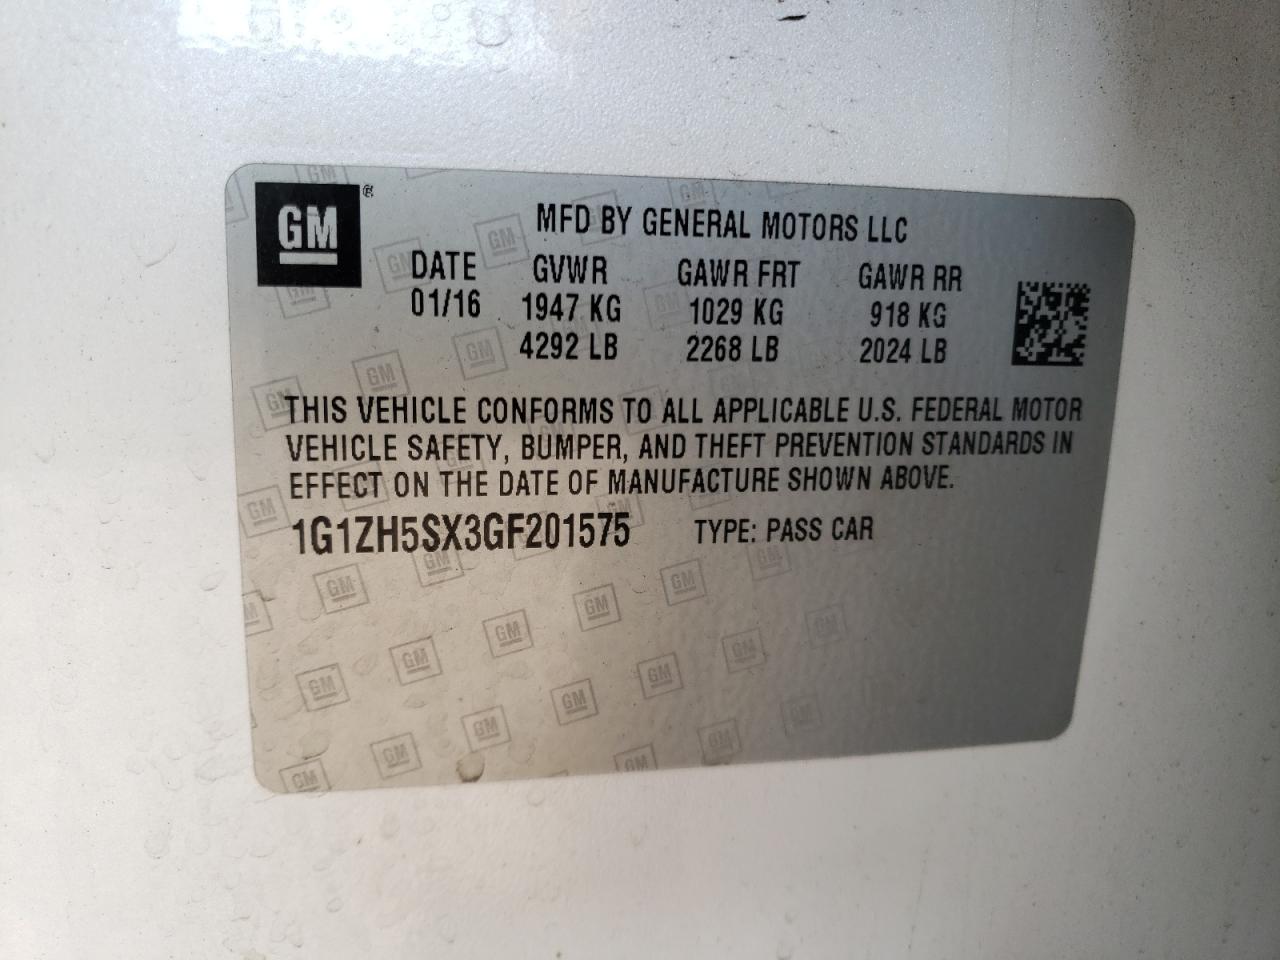 GM ®
MFD BY GENERAL MOTORS LLC
DATE GVWR GAWR FRT GAWR RR
01/16 1947 KG 1029 KG 918 KG
4292 LB 2268 LB 2024 LB
THIS VEHICLE CONFORMS TO ALL APPLICABLE U.S. FEDERAL MOTOR
VEHICLE SAFETY, BUMPER, AND THEFT PREVENTION STANDARDS IN
EFFECT ON THE DATE OF MANUFACTURE SHOWN ABOVE.
1G1ZH5SX3GF201575 TYPE: PASS CAR